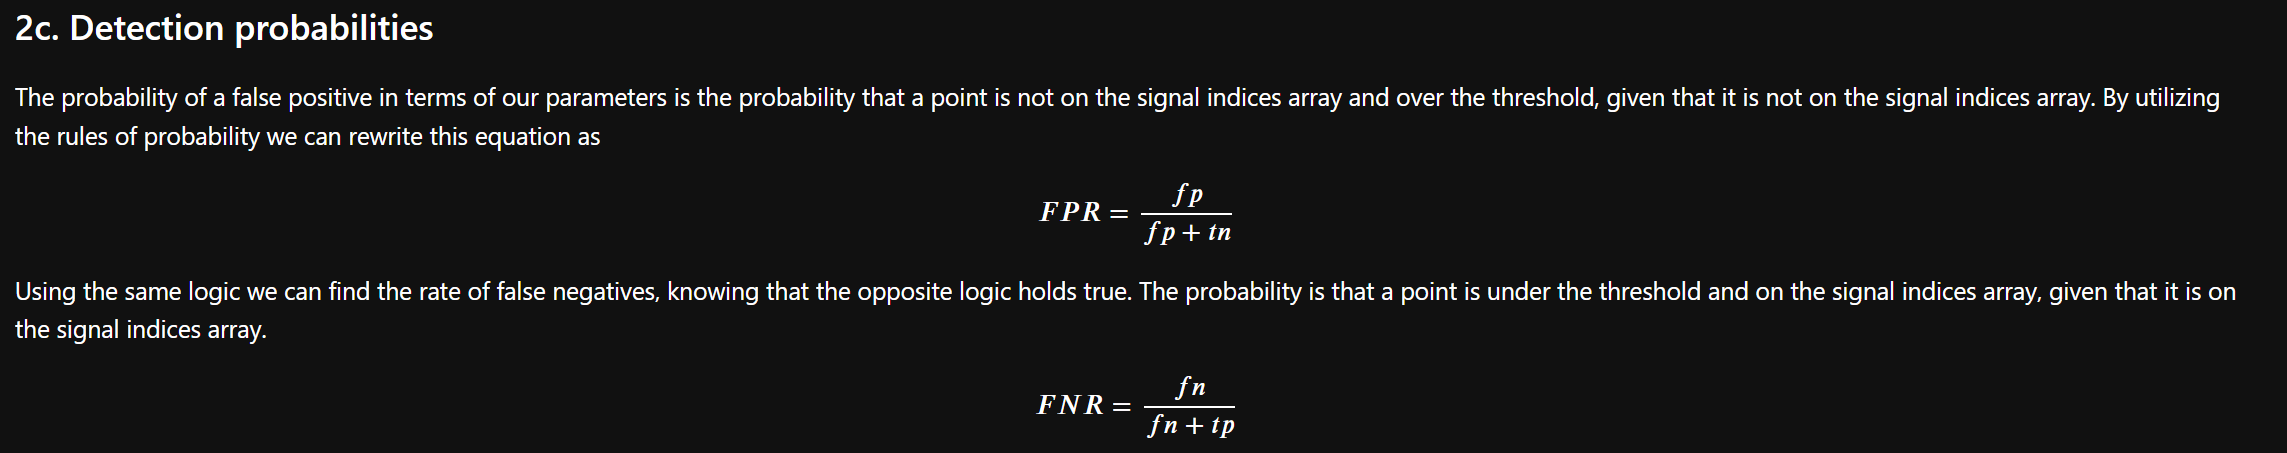 2c. Detection probabilities
The probability of a false positive in terms of our parameters is the probability that a point is not on the signal indices array and over the threshold, given that it is not on the signal indices array. By utilizing
the rules of probability we can rewrite this equation as
FPR = fp / (fp + tn)
Using the same logic we can find the rate of false negatives, knowing that the opposite logic holds true. The probability is that a point is under the threshold and on the signal indices array, given that it is on
the signal indices array.
FNR = fn / (fn + tp)